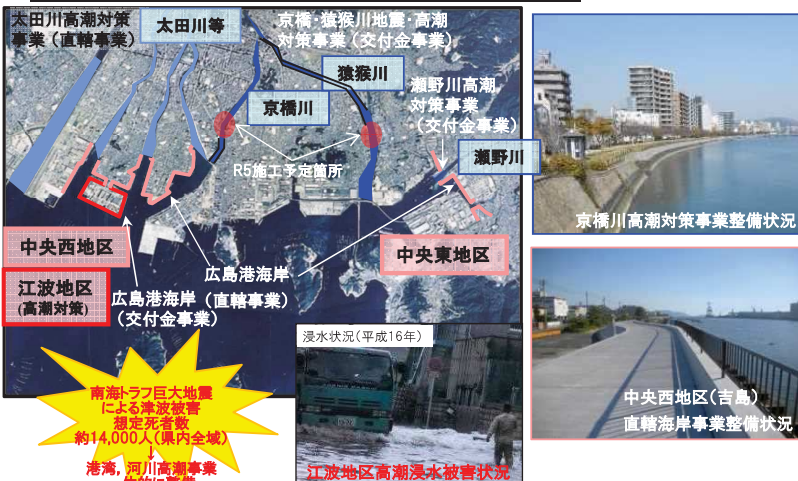 太田川高潮対策
事業（直轄事業）
太田川等
京橋・猿猴川地震・高潮
対策事業（交付金事業）
猿猴川
京橋川
瀬野川高潮
対策事業
（交付金事業）
瀬野川
R5施工予定箇所
中央西地区
江波地区
(高潮対策)
広島港海岸
（交付金事業）
広島港海岸
（直轄事業）
中央東地区
京橋川高潮対策事業整備状況
中央西地区（吉島）
直轄海岸事業整備状況
浸水状況（平成16年）
江波地区高潮浸水被害状況
南海トラフ巨大地震
による津波被害
想定死者数
約14,000人（県内全域）
↓
港湾，河川高潮事業